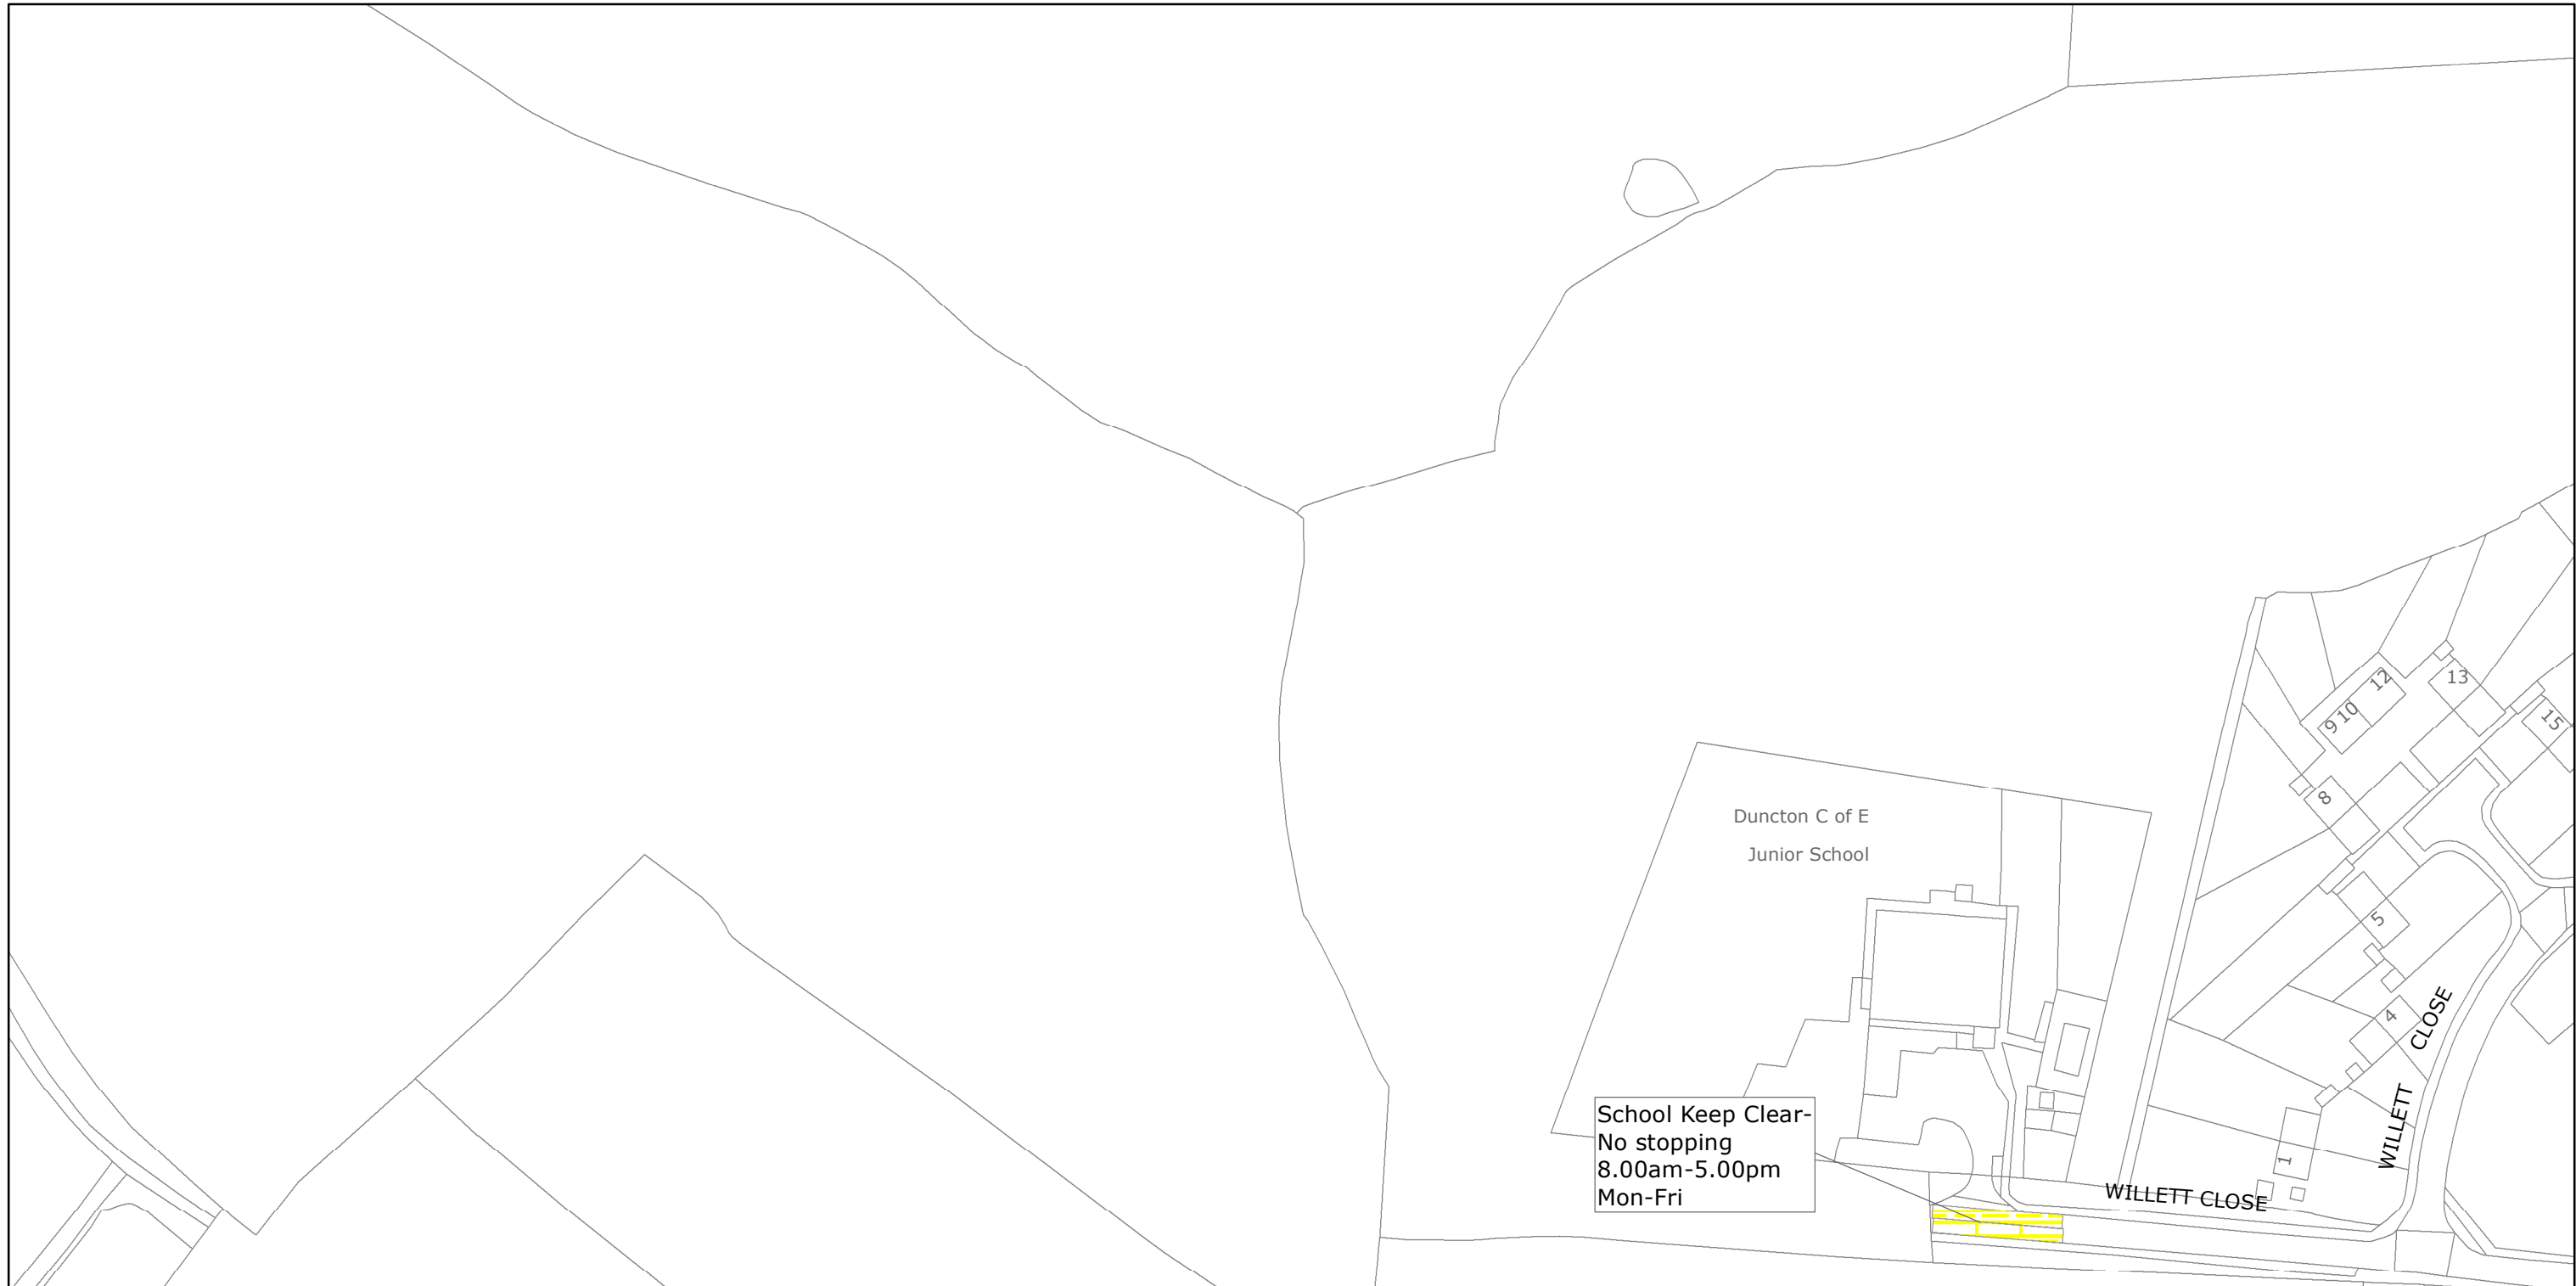 12
13
9 10
15
8
Duncton C of E
Junior School
5
4
WILLETT CLOSE
School Keep Clear-
No stopping
8.00am-5.00pm
Mon-Fri
1
WILLETT CLOSE